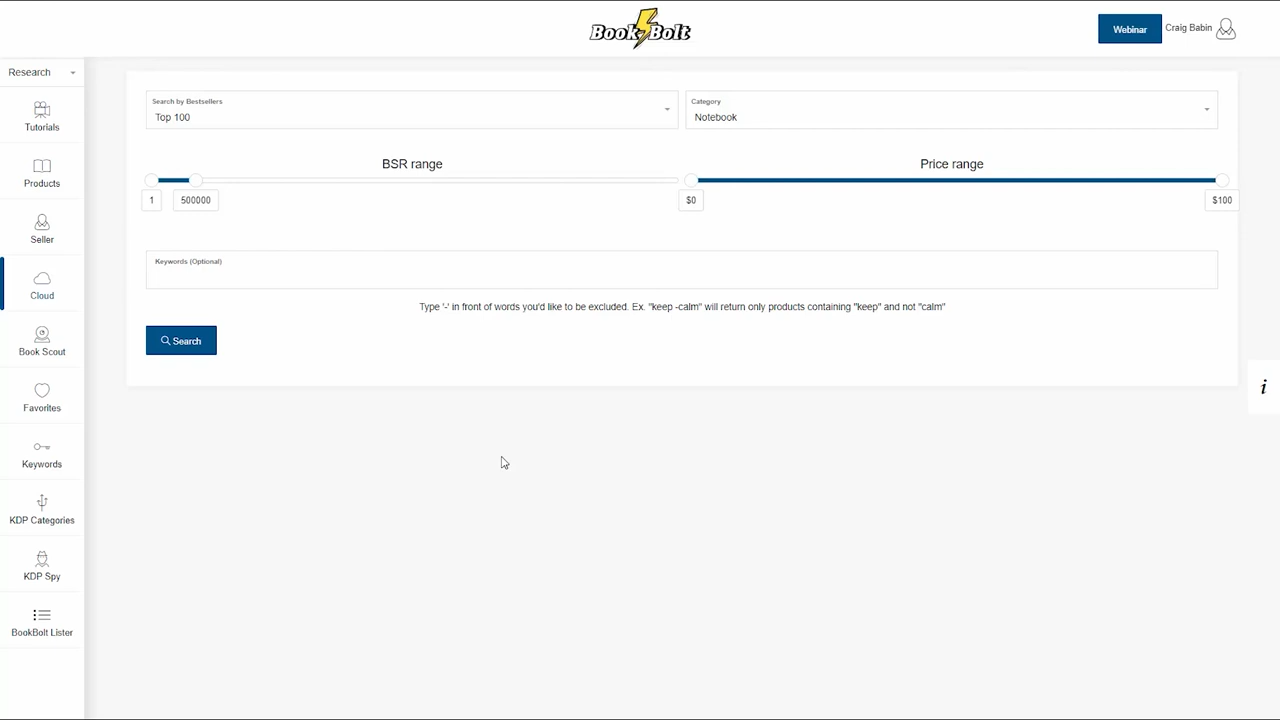 Book Bolt
Webinar
Craig Babin
Research
Tutorials
Products
Seller
Cloud
Book Scout
Favorites
Keywords
KDP Categories
KDP Spy
BookBolt Lister
Search by Bestsellers
Top 100
Category
Notebook
BSR range
1
500000
Price range
$0
$100
Keywords (Optional)
Type '-' in front of words you'd like to be excluded. Ex. "keep -calm" will return only products containing "keep" and not "calm"
Search
i